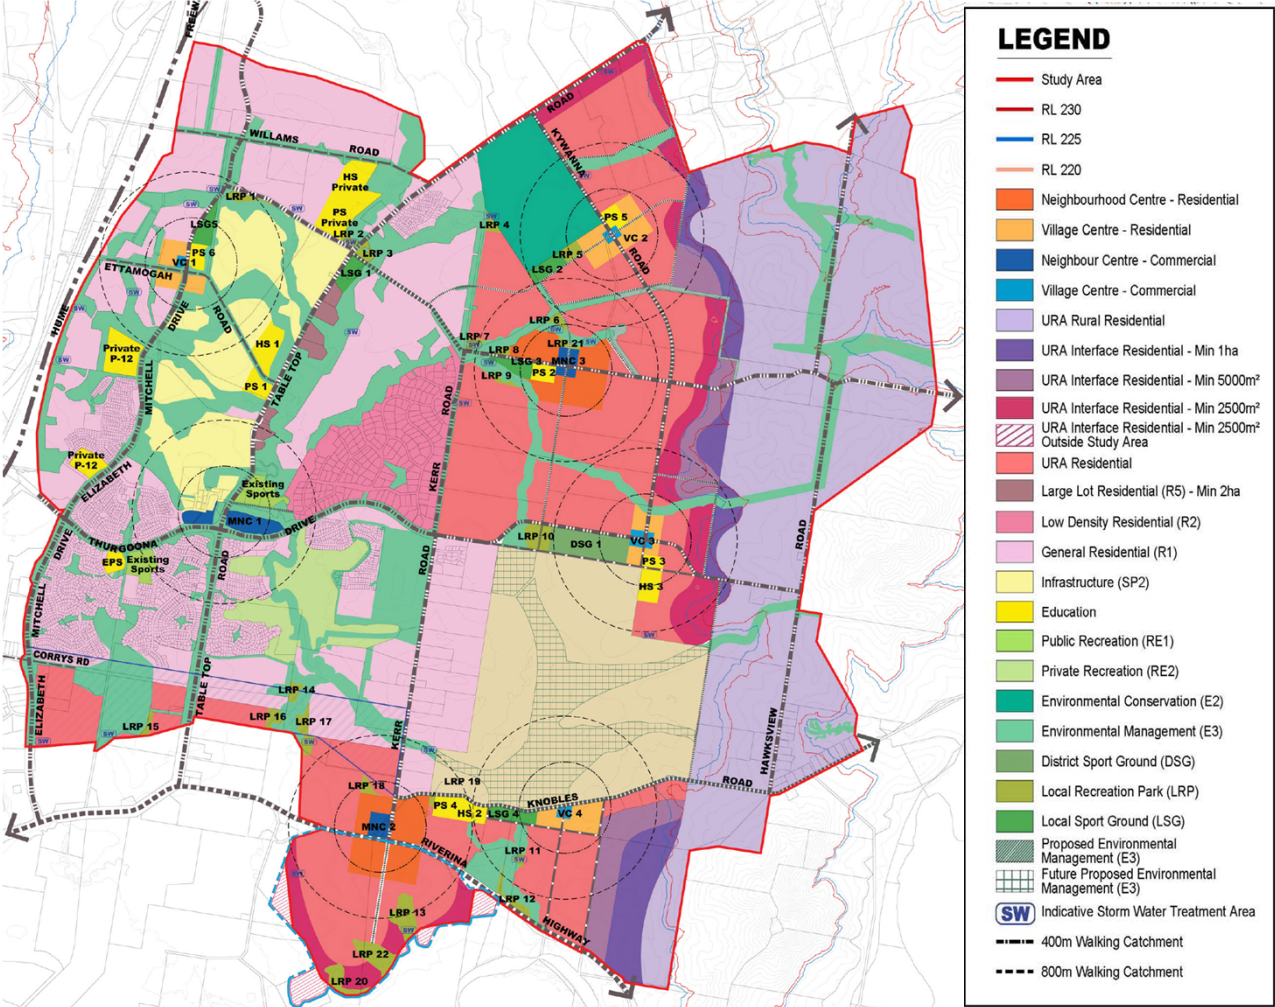 FREEW
WILLAMS
ROAD
HS
Private
PS
Private
LRP 2
LRP 3
LSG 1
LSG5
PS 6
VC 1
ETTAMOGAH
ROAD
DRIVE
HUME
Private
P-12
MITCHELL
HS 1
PS 1
TABLE TOP
Private
P-12
ELIZABETH
Existing
Sports
MNC 1
DRIVE
THURGOONA
EPS
Existing
Sports
ROAD
DRIVE
MITCHELL
CORRYS RD
ELIZABETH
TABLE TOP
LRP 15
LRP 14
LRP 16
LRP 17
ROAD
KYWANNA
ROAD
LRP 4
PS 5
VC 2
LRP 5
LSG 2
LRP 6
LRP 7
LRP 8
LRP 21
LSG 3
MNC 3
LRP 9
PS 2
ROAD
KERR
LRP 10
DSG 1
VC 3
PS 3
HS 3
ROAD
ROAD
KERR
HAWKSVIEW
ROAD
KNOBLES
LRP 18
LRP 19
PS 4
HS 2
LSG 4
VC 4
MNC 2
RIVERINA
HIGHWAY
LRP 11
LRP 12
LRP 13
LRP 22
LRP 20
SW
LEGEND
Study Area
RL 230
RL 225
RL 220
Neighbourhood Centre - Residential
Village Centre - Residential
Neighbour Centre - Commercial
Village Centre - Commercial
URA Rural Residential
URA Interface Residential - Min 1ha
URA Interface Residential - Min 5000m²
URA Interface Residential - Min 2500m²
URA Interface Residential - Min 2500m²
Outside Study Area
URA Residential
Large Lot Residential (R5) - Min 2ha
Low Density Residential (R2)
General Residential (R1)
Infrastructure (SP2)
Education
Public Recreation (RE1)
Private Recreation (RE2)
Environmental Conservation (E2)
Environmental Management (E3)
District Sport Ground (DSG)
Local Recreation Park (LRP)
Local Sport Ground (LSG)
Proposed Environmental
Management (E3)
Future Proposed Environmental
Management (E3)
SW Indicative Storm Water Treatment Area
400m Walking Catchment
800m Walking Catchment